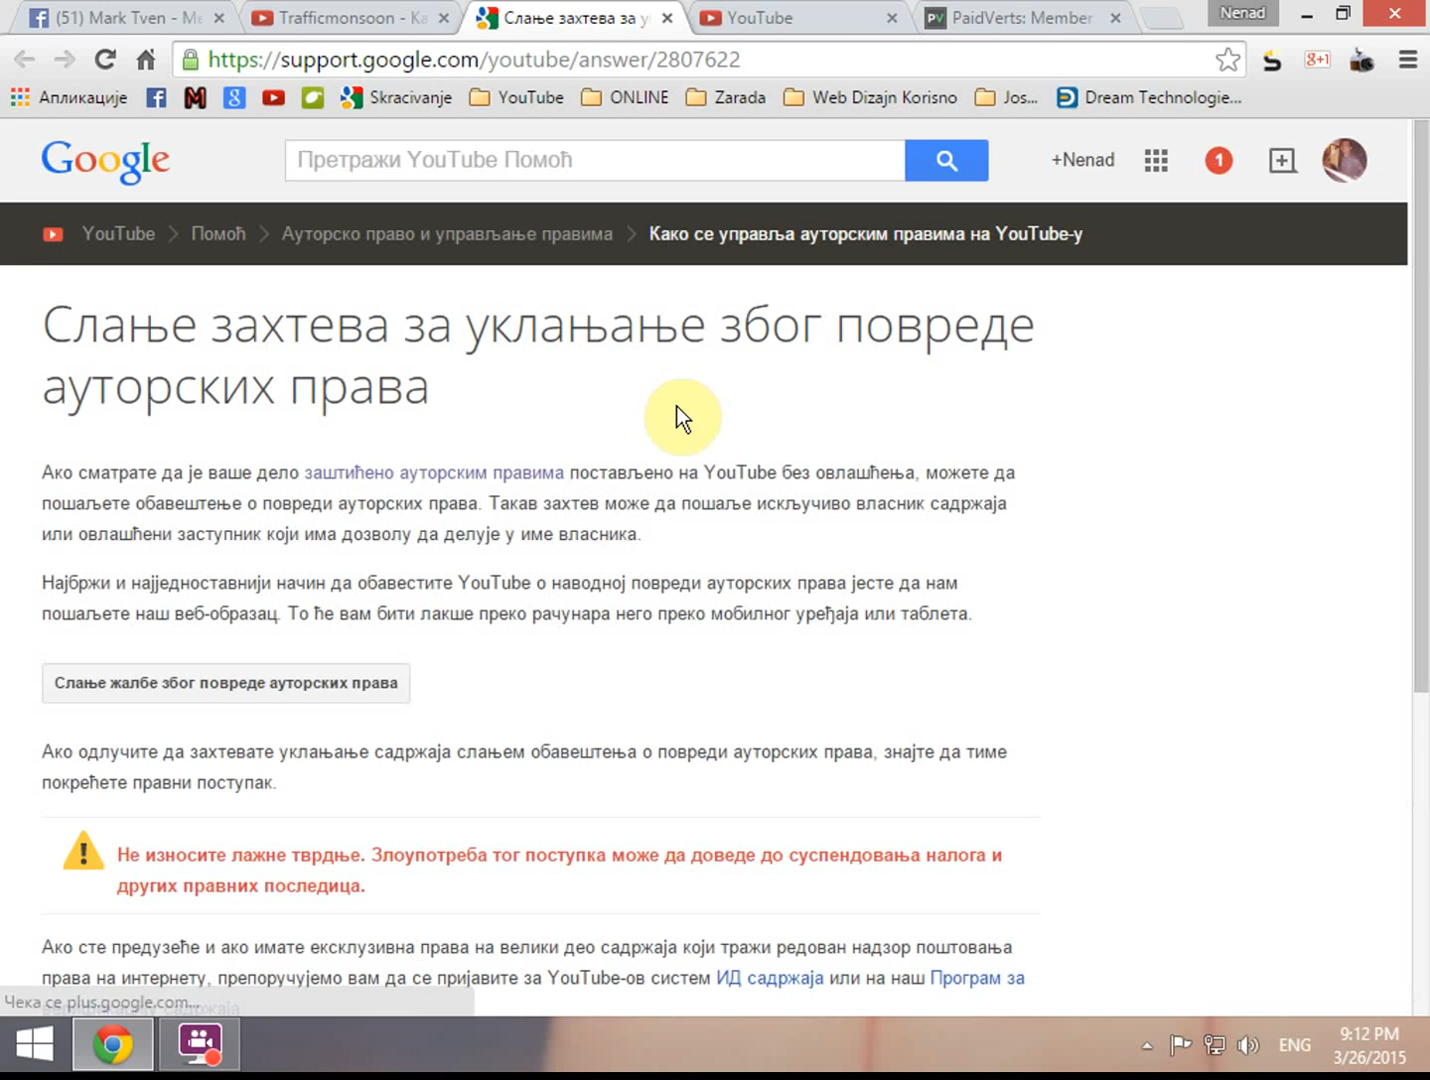 (51) Mark Tven - Me
Trafficmonsoon - Ka
Слање захтева за у
YouTube
PaidVerts: Member
Nenad
https://support.google.com/youtube/answer/2807622
Апликације
Skracivanje
YouTube
ONLINE
Zarada
Web Dizajn Korisno
Jos...
Dream Technologie...
Google
Претражи YouTube Помоћ
+Nenad
1
YouTube > Помоћ > Ауторско право и управљање правима > Како се управља ауторским правима на YouTube-у
Слање захтева за уклањање због повреде
ауторских права
Ако сматрате да је ваше дело заштићено ауторским правима постављено на YouTube без овлашћења, можете да
пошаљете обавештење о повреди ауторских права. Такав захтев може да пошаље искључиво власник садржаја
или овлашћени заступник који има дозволу да делује у име власника.
Најбржи и најједноставнији начин да обавестите YouTube о наводној повреди ауторских права јесте да нам
пошаљете наш веб-образац. То ће вам бити лакше преко рачунара него преко мобилног уређаја или таблета.
Слање жалбе због повреде ауторских права
Ако одлучите да захтевате уклањање садржаја слањем обавештења о повреди ауторских права, знајте да тиме
покрећете правни поступак.
Не износите лажне тврдње. Злоупотреба тог поступка може да доведе до суспендовања налога и
других правних последица.
Ако сте предузеће и ако имате ексклузивна права на велики део садржаја који тражи редован надзор поштовања
права на интернету, препоручујемо вам да се пријавите за YouTube-ов систем ИД садржаја или на наш Програм за
садржаја
Чека се plus.google.com...
ENG
9:12 PM
3/26/2015